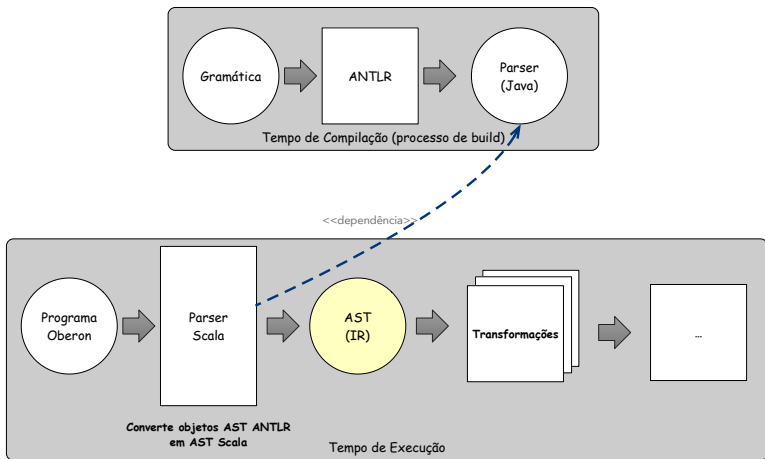 Gramática
ANTLR
Parser
(Java)
Tempo de Compilação (processo de build)
<<dependência>>
Programa
Oberon
Parser
Scala
AST
(IR)
Transformações
...
Converte objetos AST ANTLR
em AST Scala
Tempo de Execução